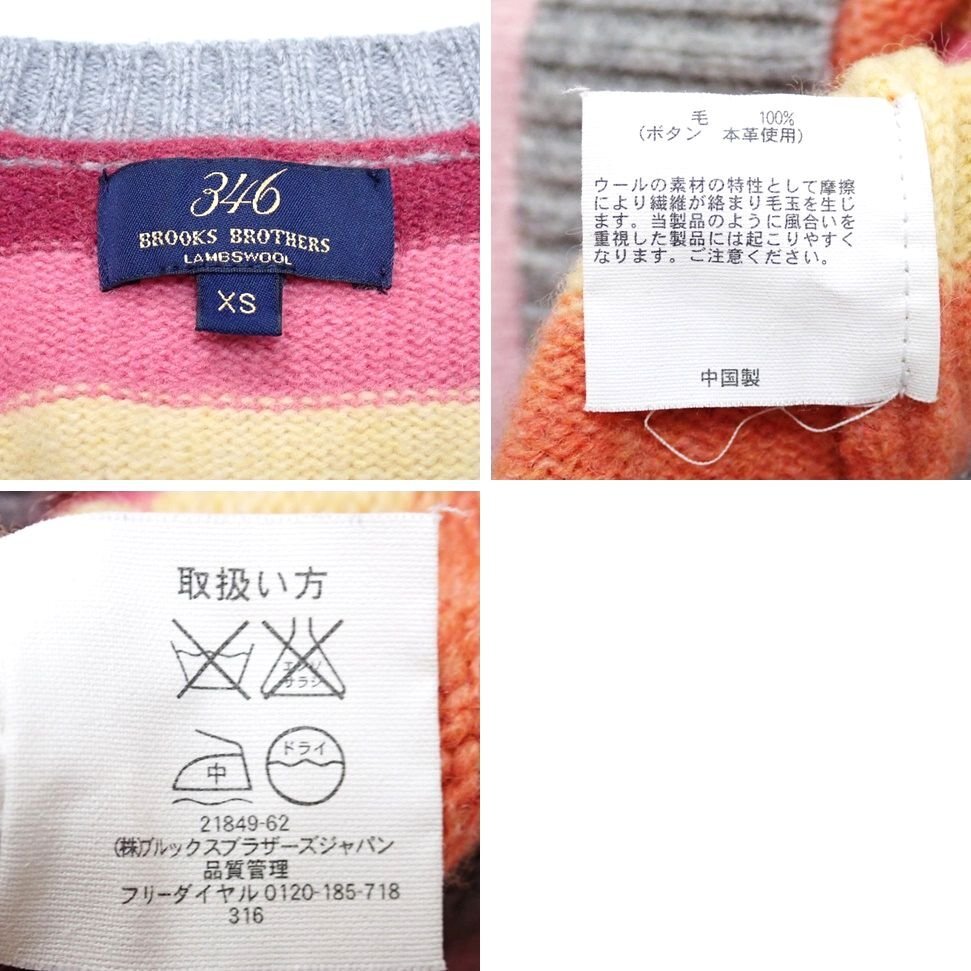 346
BROOKS BROTHERS
LAMBSWOOL
XS
毛 100%
(ボタン 本革使用)
ウールの素材の特性として摩擦
により繊維が絡まり毛玉を生じ
ます。当製品のように風合いを
重視した製品には起こりやすく
なります。ご注意ください。
中国製
取扱い方
エンソ
サラシ
中
ドライ
21849-62
(株)ブルックスブラザーズジャパン
品質管理
フリーダイヤル 0120-185-718
316